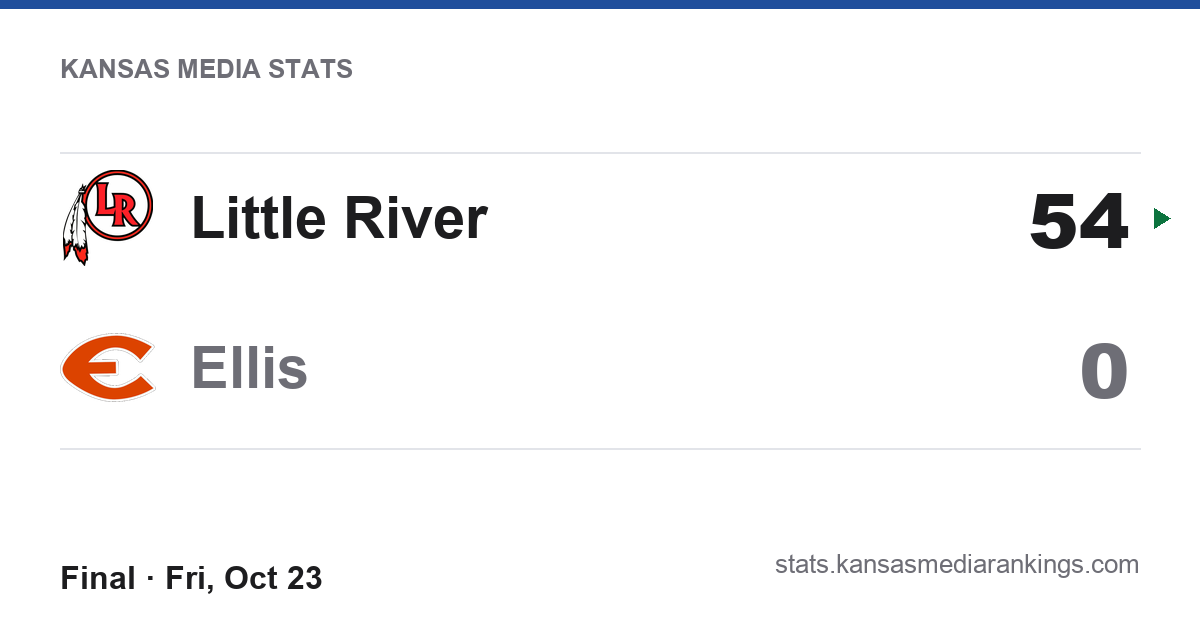 KANSAS MEDIA STATS
LR
Little River
54
E
Ellis
0
Final · Fri, Oct 23
stats.kansasmediarankings.com